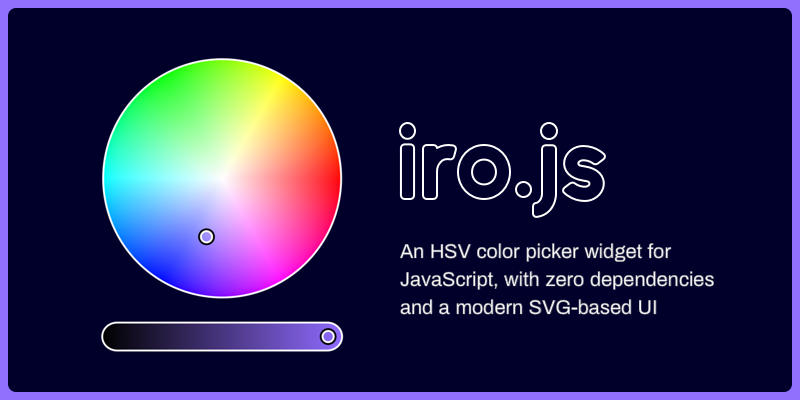 iro.js
An HSV color picker widget for
JavaScript, with zero dependencies
and a modern SVG-based UI